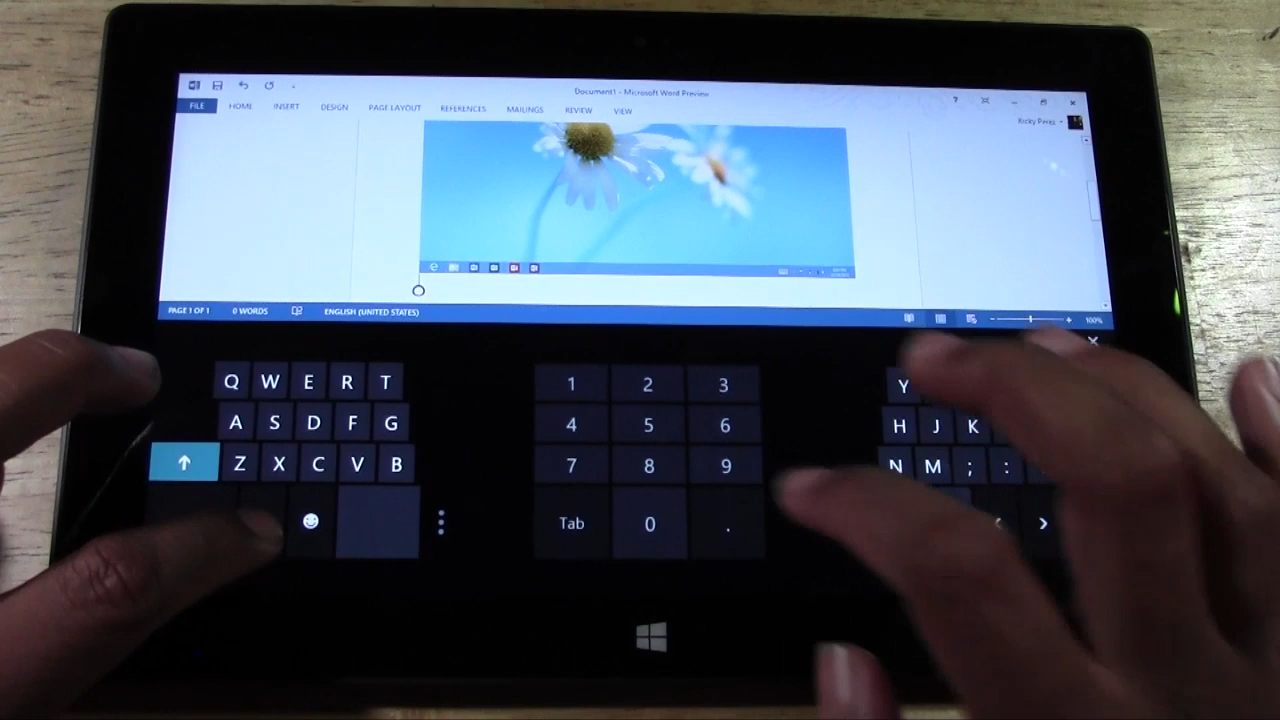 Document1 - Microsoft Word Preview
?
FILE HOME INSERT DESIGN PAGE LAYOUT REFERENCES MAILINGS REVIEW VIEW
Ricky Perez
PAGE 1 OF 1 0 WORDS ENGLISH (UNITED STATES) 100%
Q W E R T 1 2 3 Y
A S D F G 4 5 6 H J K
Z X C V B 7 8 9 N M ; :
Tab 0 .